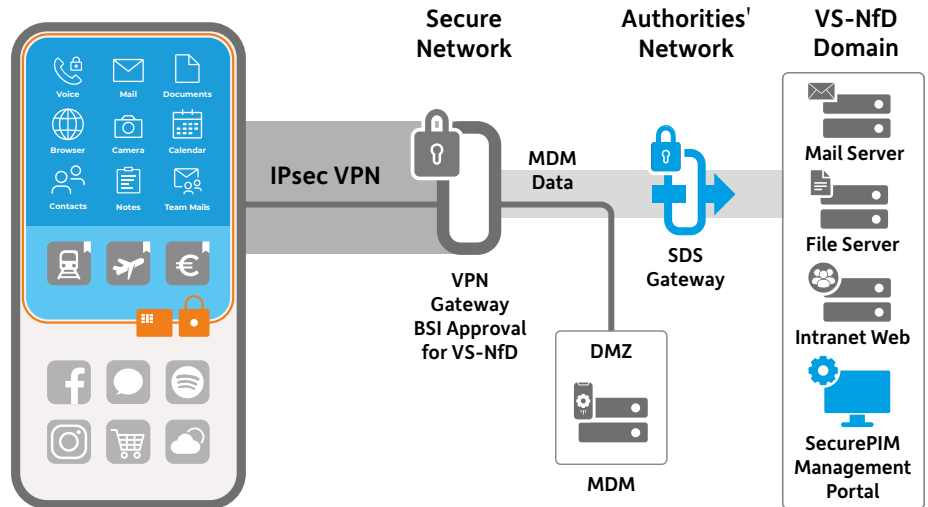 Secure
Network
Authorities'
Network
VS-NfD
Domain
Voice
Mail
Documents
Browser
Camera
Calendar
Contacts
Notes
Team Mails
€
IPsec VPN
MDM
Data
VPN
Gateway
BSI Approval
for VS-NfD
SDS
Gateway
DMZ
MDM
Mail Server
File Server
Intranet Web
SecurePIM
Management
Portal